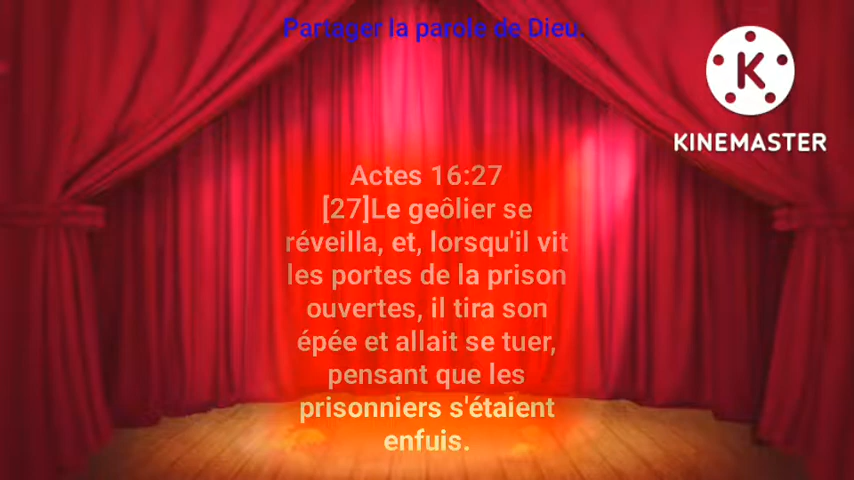 Partager la parole de Dieu.
KINEMASTER
Actes 16:27
[27]Le geôlier se
réveilla, et, lorsqu'il vit
les portes de la prison
ouvertes, il tira son
épée et allait se tuer,
pensant que les
prisonniers s'étaient
enfuis.